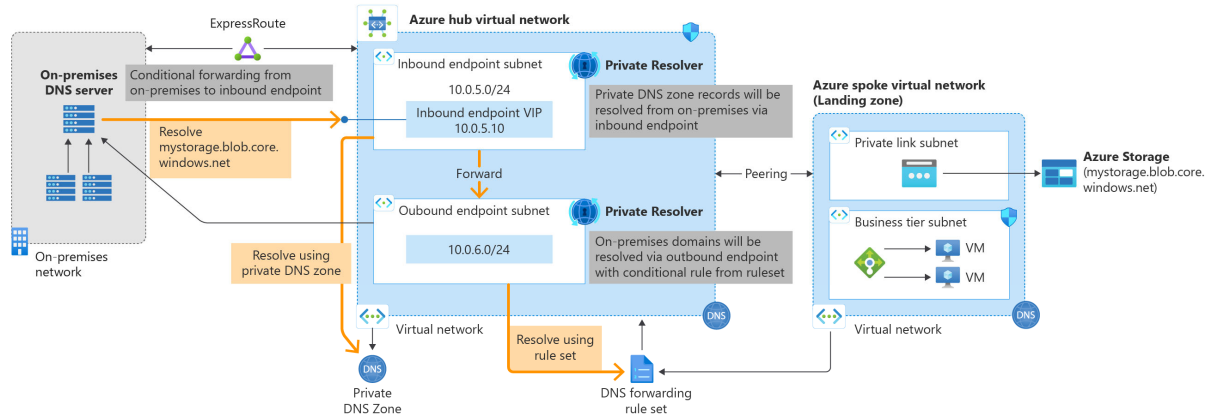 ExpressRoute
Azure hub virtual network
On-premises
DNS server
Conditional forwarding from
on-premises to inbound endpoint
Resolve
mystorage.blob.core.
windows.net
On-premises
network
Inbound endpoint subnet
10.0.5.0/24
Inbound endpoint VIP
10.0.5.10
Private Resolver
Private DNS zone records will be
resolved from on-premises via
inbound endpoint
Forward
Oubound endpoint subnet
10.0.6.0/24
Private Resolver
On-premises domains will be
resolved via outbound endpoint
with conditional rule from ruleset
Resolve using
private DNS zone
Virtual network
DNS
Resolve using
rule set
DNS
Private
DNS Zone
DNS forwarding
rule set
Peering
Azure spoke virtual network
(Landing zone)
Private link subnet
Business tier subnet
VM
VM
Virtual network
DNS
Azure Storage
(mystorage.blob.core.
windows.net)